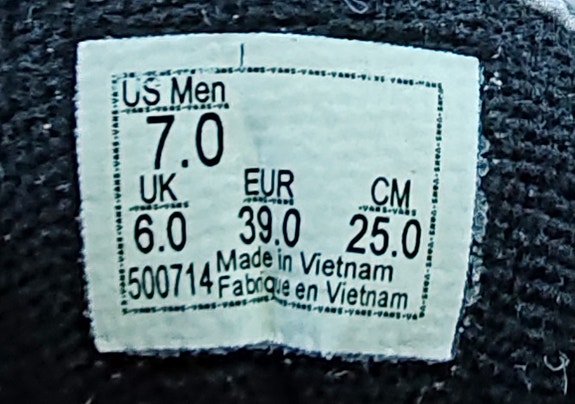 US Men
7.0
UK EUR CM
6.0 39.0 25.0
500714 Made in Vietnam
Fabrique en Vietnam